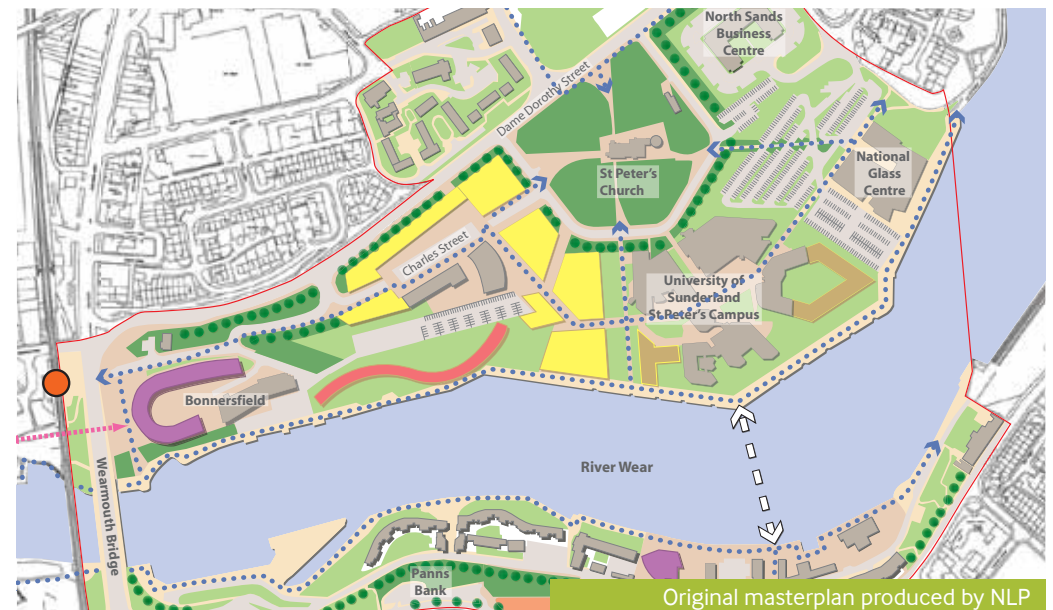 North Sands
Business
Centre
Dame Dorothy Street
St Peter's
Church
National
Glass
Centre
Charles Street
University of
Sunderland
St Peter's Campus
Bonnersfield
River Wear
Wearmouth Bridge
Panns
Bank
Original masterplan produced by NLP